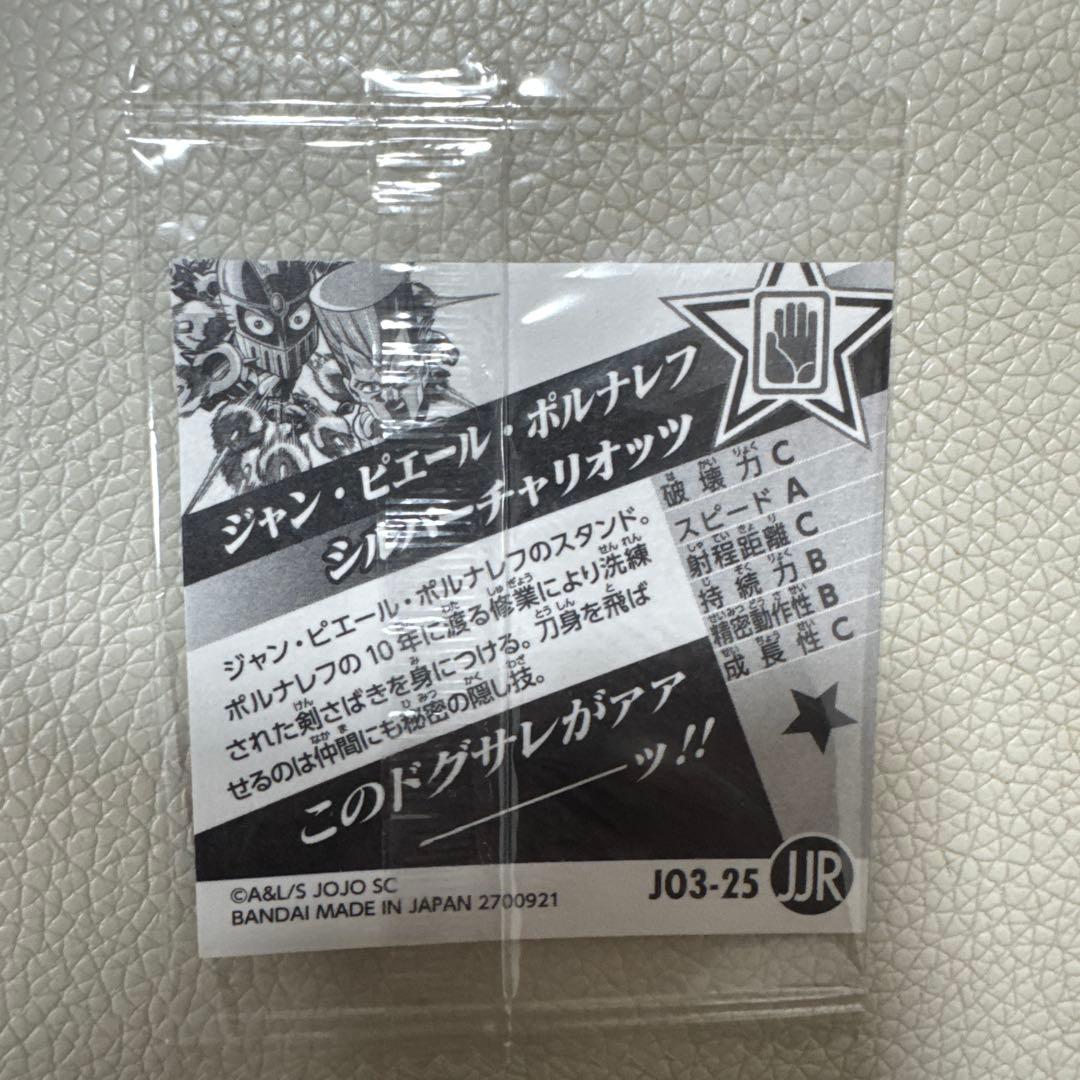 ジャン・ピエール・ポルナレフ
シルバーチャリオッツ
破壊力 C
スピード A
射程距離 C
持続力 B
精密動作性 B
成長性 C
ジャン・ピエール・ポルナレフのスタンド。
ポルナレフの10年に渡る修業により洗練
された剣さばきを身につける。刀身を飛ば
せるのは仲間にも秘密の隠し技。
このドグサレがァァ
―――ッ!!
©A&L/S JOJO SC
BANDAI MADE IN JAPAN 2700921
JO3-25 JJR